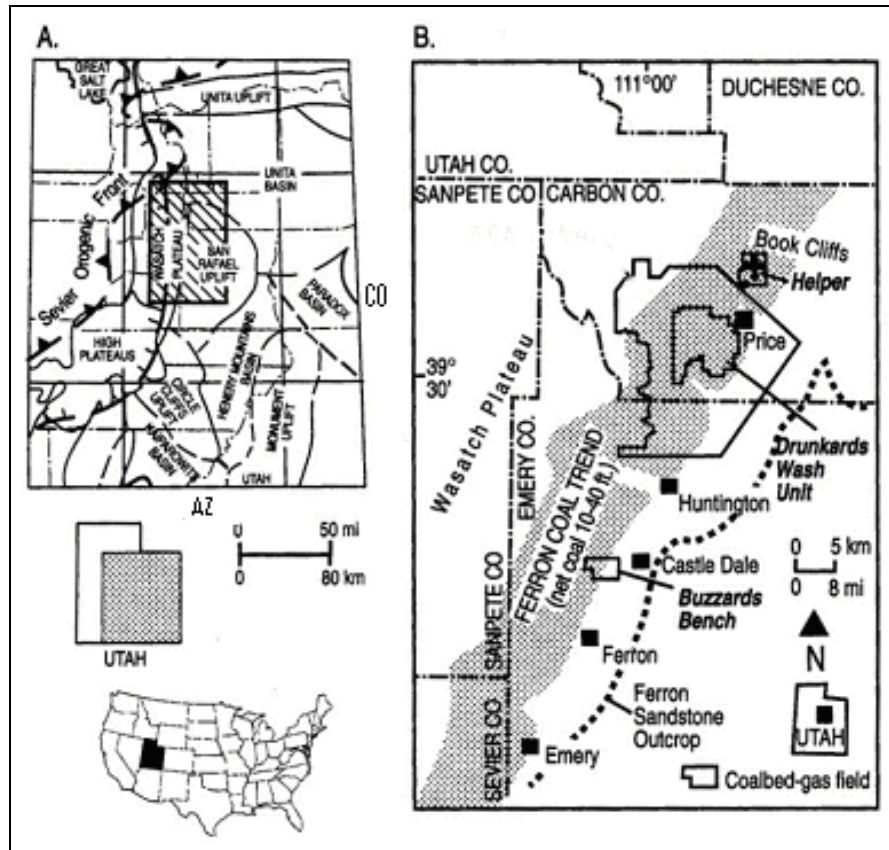 A.
GREAT
SALT
LAKE
UNITA UPLIFT
UNITA
BASIN
Sevier Orogenic Front
WASATCH
PLATEAU
SAN
RAFAEL
UPLIFT
PARADOX
BASIN
CO
HIGH
PLATEAUS
HENERY MOUNTAINS
BASIN
CIRCLE
CLIFFS
UPLIFT
MONUMENT
UPLIFT
KAIPAROWITS
BASIN
UTAH
AZ
0 50 mi
0 80 km
UTAH
B.
111°00'
DUCHESNE CO.
UTAH CO.
SANPETE CO
CARBON CO.
Book Cliffs
Helper
Price
39°
30'
Wasatch Plateau
EMERY CO.
Drunkards
Wash
Unit
FERRON COAL TREND
(net coal 10-40 ft.)
Huntington
0 5 km
0 8 mi
Castle Dale
Buzzards
Bench
SANPETE CO
N
Ferron
Ferron
Sandstone
Outcrop
UTAH
SEVIER CO
Emery
Coalbed-gas field